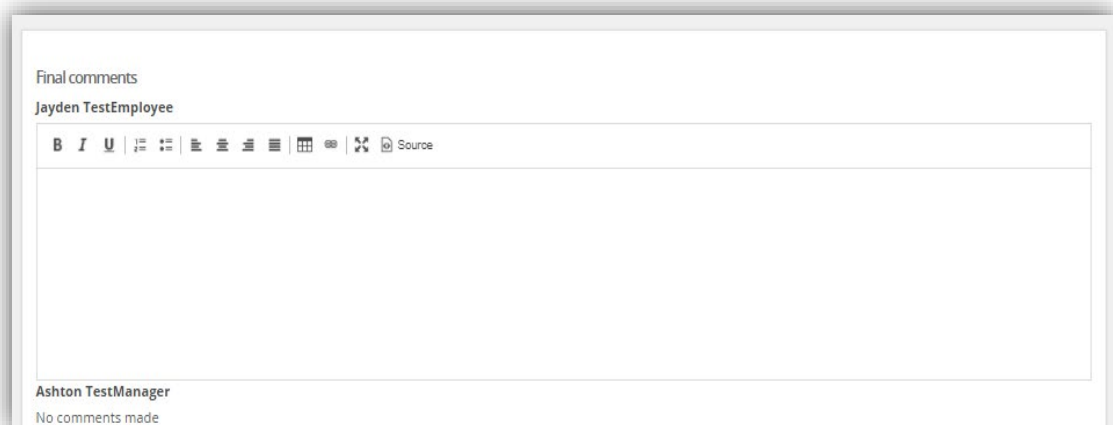 Final comments
Jayden TestEmployee
B I U Source
Ashton TestManager
No comments made